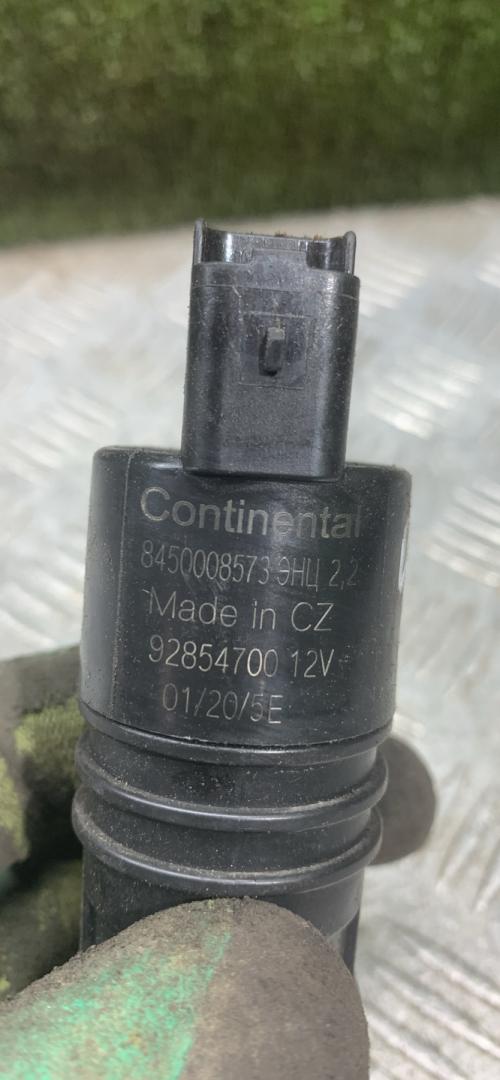 Continental
8450008573 ЭНЦ 2,2
Made in CZ
92854700 12V
01/20/5E